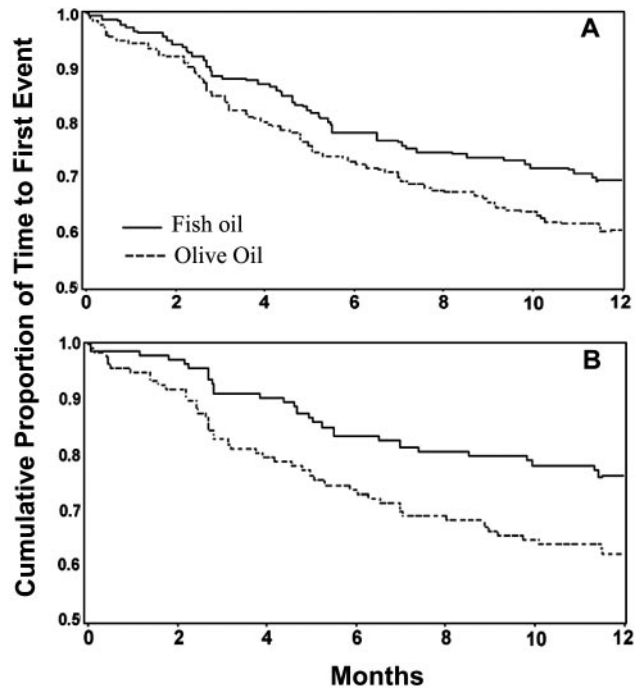 Cumulative Proportion of Time to First Event
A
1.0
0.9
0.8
0.7
0.6
0.5
Fish oil
Olive Oil
0 2 4 6 8 10 12
B
1.0
0.9
0.8
0.7
0.6
0.5
0 2 4 6 8 10 12
Months